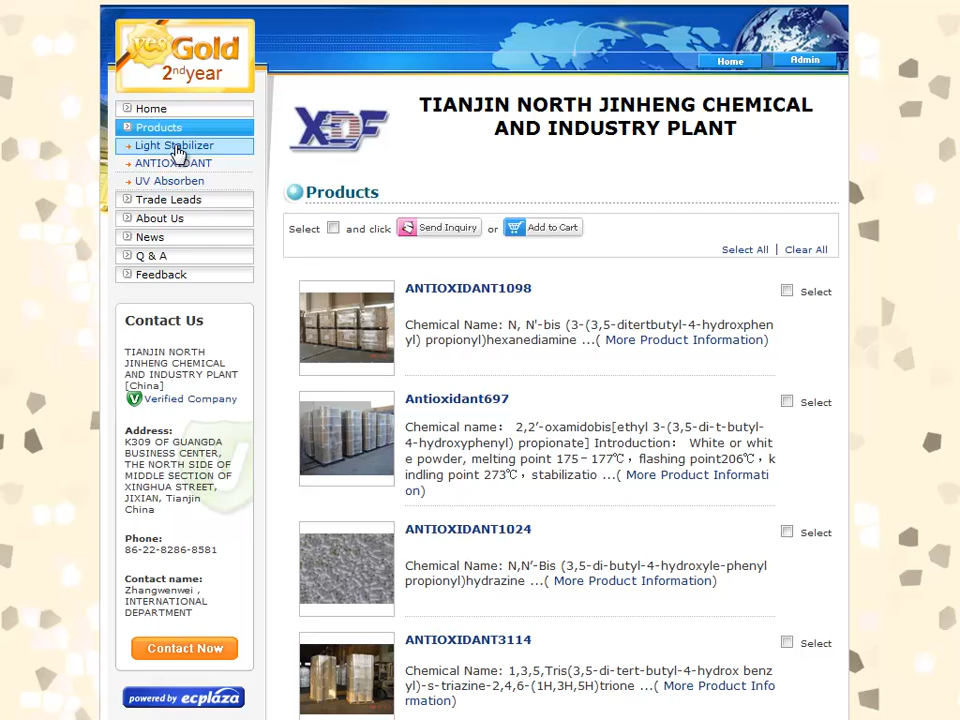 yes Gold
2nd year
Home
Admin
TIANJIN NORTH JINHENG CHEMICAL
AND INDUSTRY PLANT
XDF
Home
Products
Light Stabilizer
ANTIOXIDANT
UV Absorben
Trade Leads
About Us
News
Q & A
Feedback
Contact Us
TIANJIN NORTH
JINHENG CHEMICAL
AND INDUSTRY PLANT
[China]
Verified Company
Address:
K309 OF GUANGDA
BUSINESS CENTER,
THE NORTH SIDE OF
MIDDLE SECTION OF
XINGHUA STREET,
JIXIAN, Tianjin
China
Phone:
86-22-8286-8581
Contact name:
Zhangwenwei ,
INTERNATIONAL
DEPARTMENT
Contact Now
powered by ecplaza
Products
Select and click Send Inquiry or Add to Cart
Select All | Clear All
ANTIOXIDANT1098
Select
Chemical Name: N, N'-bis (3-(3,5-ditertbutyl-4-hydroxphen
yl) propionyl)hexanediamine ...( More Product Information)
Antioxidant697
Select
Chemical name： 2,2’-oxamidobis[ethyl 3-(3,5-di-t-butyl-
4-hydroxyphenyl) propionate] Introduction： White or whit
e powder, melting point 175－177℃，flashing point206℃，k
indling point 273℃，stabilizatio ...( More Product Informati
on)
ANTIOXIDANT1024
Select
Chemical Name: N,N’-Bis (3,5-di-butyl-4-hydroxyle-phenyl
propionyl)hydrazine ...( More Product Information)
ANTIOXIDANT3114
Select
Chemical Name: 1,3,5,Tris(3,5-di-tert-butyl-4-hydrox benz
yl)-s-triazine-2,4,6-(1H,3H,5H)trione ...( More Product Info
rmation)